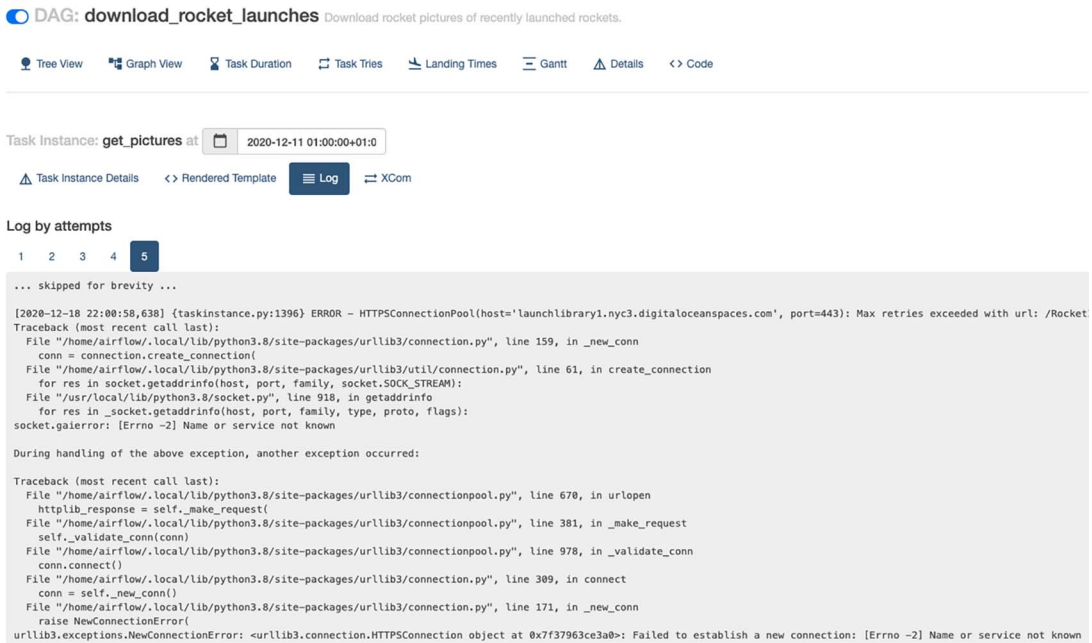 DAG: download_rocket_launches Download rocket pictures of recently launched rockets.
Tree View Graph View Task Duration Task Tries Landing Times Gantt Details <> Code
Task Instance: get_pictures at 2020-12-11 01:00:00+01:0
Task Instance Details <> Rendered Template Log XCom
Log by attempts
1 2 3 4 5
... skipped for brevity ...
[2020-12-18 22:00:58,638] {taskinstance.py:1396} ERROR - HTTPSConnectionPool(host='launchlibrary1.nyc3.digitaloceanspaces.com', port=443): Max retries exceeded with url: /Rocket
Traceback (most recent call last):
  File "/home/airflow/.local/lib/python3.8/site-packages/urllib3/connection.py", line 159, in _new_conn
    conn = connection.create_connection(
  File "/home/airflow/.local/lib/python3.8/site-packages/urllib3/util/connection.py", line 61, in create_connection
    for res in socket.getaddrinfo(host, port, family, socket.SOCK_STREAM):
  File "/usr/local/lib/python3.8/socket.py", line 918, in getaddrinfo
    for res in _socket.getaddrinfo(host, port, family, type, proto, flags):
socket.gaierror: [Errno -2] Name or service not known
During handling of the above exception, another exception occurred:
Traceback (most recent call last):
  File "/home/airflow/.local/lib/python3.8/site-packages/urllib3/connectionpool.py", line 670, in urlopen
    httplib_response = self._make_request(
  File "/home/airflow/.local/lib/python3.8/site-packages/urllib3/connectionpool.py", line 381, in _make_request
    self._validate_conn(conn)
  File "/home/airflow/.local/lib/python3.8/site-packages/urllib3/connectionpool.py", line 978, in _validate_conn
    conn.connect()
  File "/home/airflow/.local/lib/python3.8/site-packages/urllib3/connection.py", line 309, in connect
    conn = self._new_conn()
  File "/home/airflow/.local/lib/python3.8/site-packages/urllib3/connection.py", line 171, in _new_conn
    raise NewConnectionError(
urllib3.exceptions.NewConnectionError: <urllib3.connection.HTTPSConnection object at 0x7f37963ce3a0>: Failed to establish a new connection: [Errno -2] Name or service not known